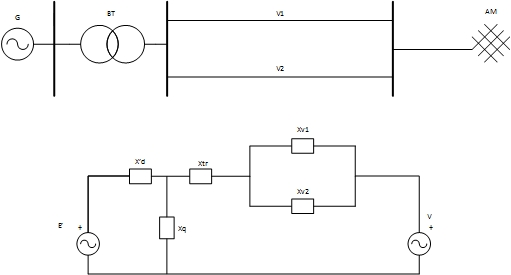 G
BT
V1
AM
V2
Xv1
X'd
Xtr
Xv2
E'
+
Xq
V
+